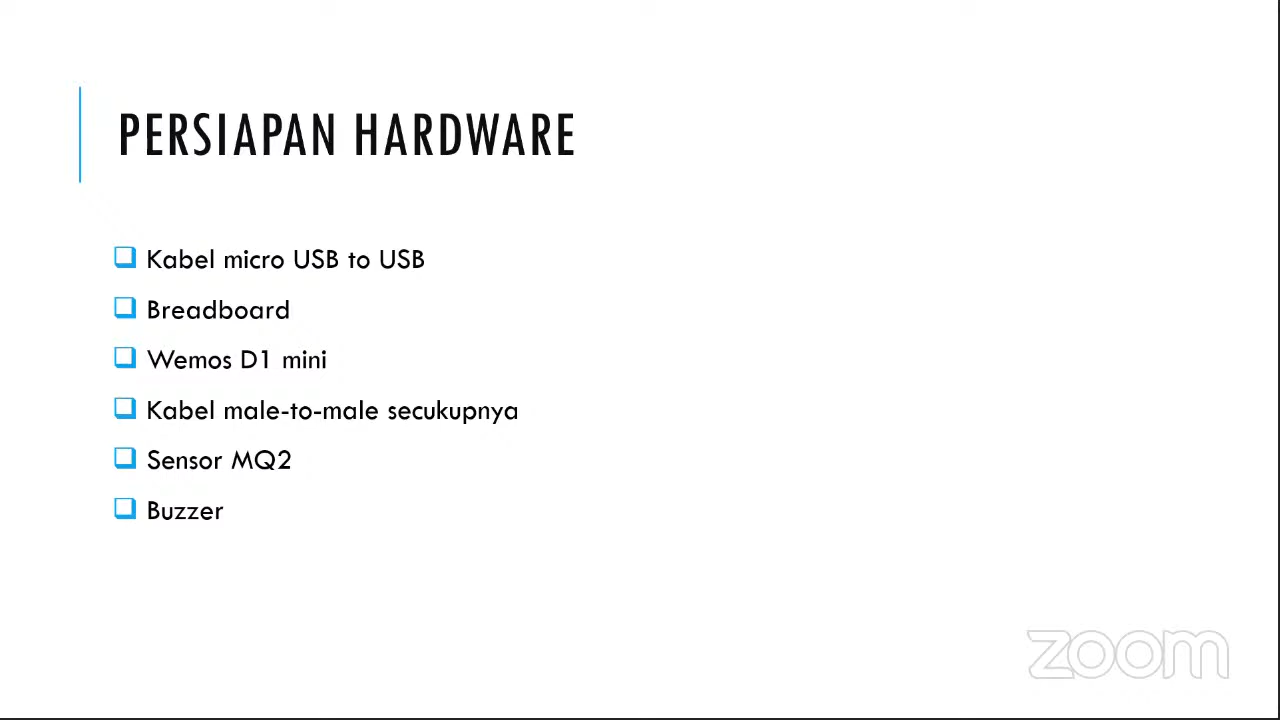 PERSIAPAN HARDWARE
Kabel micro USB to USB
Breadboard
Wemos D1 mini
Kabel male-to-male secukupnya
Sensor MQ2
Buzzer
zoom